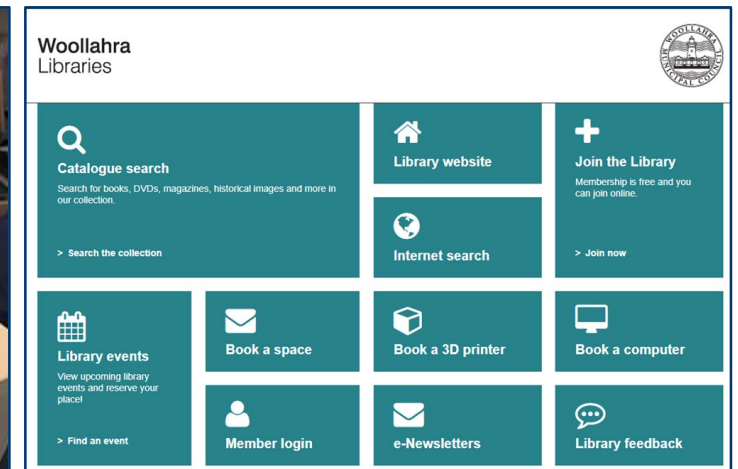 Woollahra
Libraries
WOOLLAHRA
MUNICIPAL COUNCIL
Catalogue search
Search for books, DVDs, magazines, historical images and more in
our collection.
> Search the collection
Library website
Internet search
Join the Library
Membership is free and you
can join online.
> Join now
Library events
View upcoming library
events and reserve your
place!
> Find an event
Book a space
Book a 3D printer
Book a computer
Member login
e-Newsletters
Library feedback